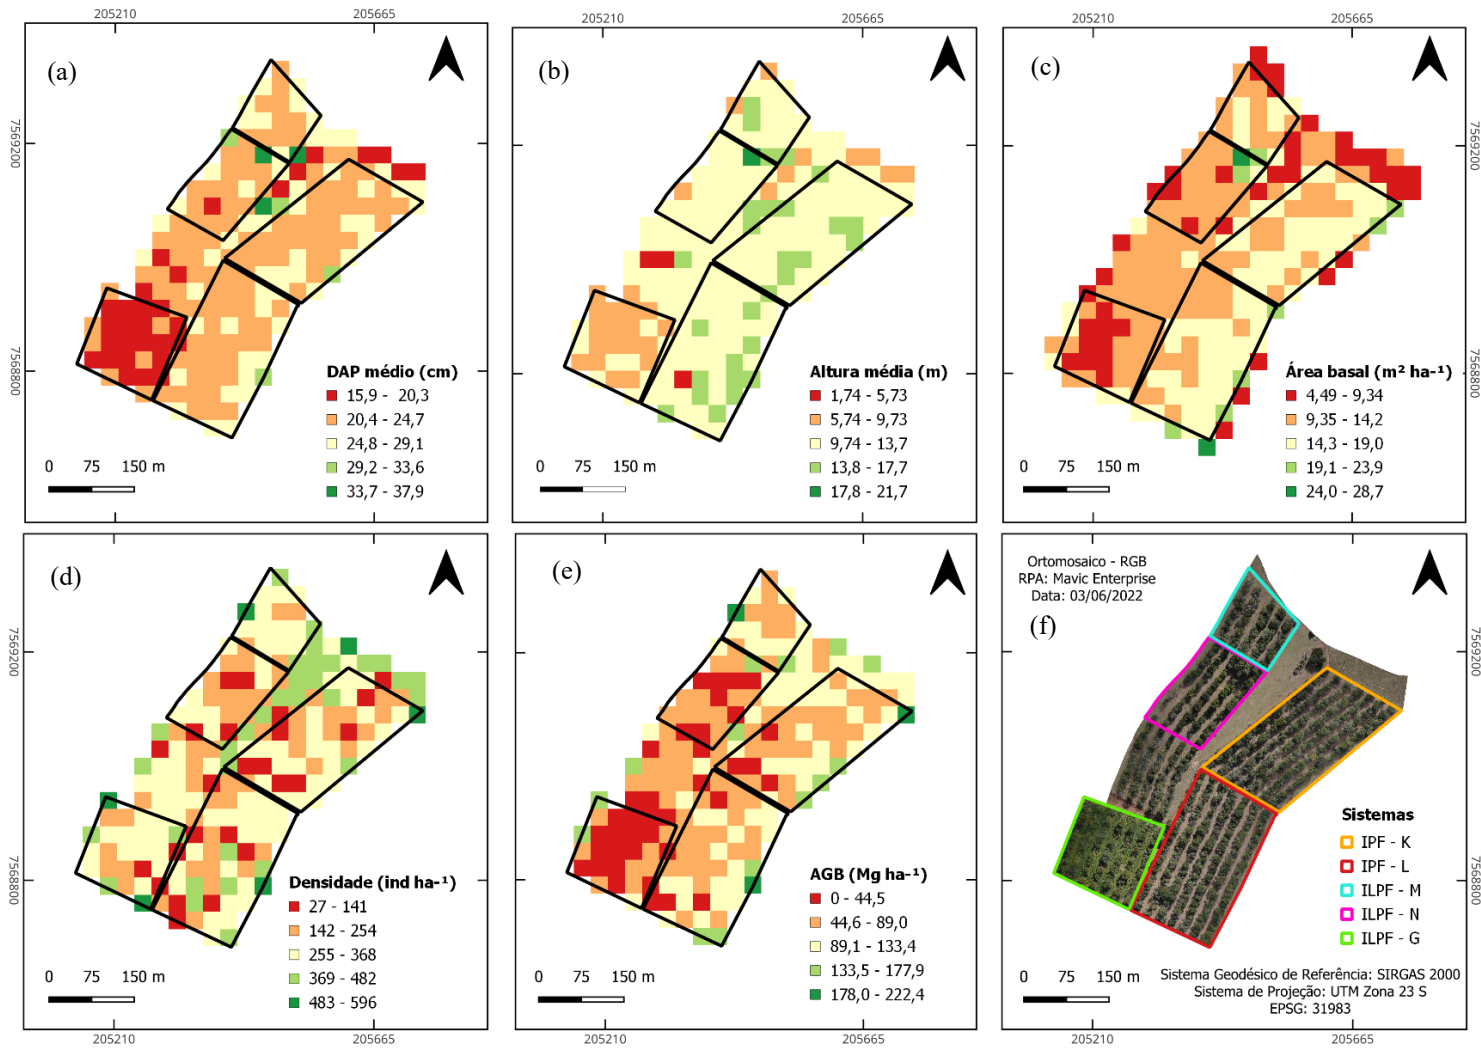 205210
205665
205210
205665
205210
205665
(a)
(b)
(c)
7569200
7569200
7568800
7568800
DAP médio (cm)
15,9 - 20,3
20,4 - 24,7
24,8 - 29,1
29,2 - 33,6
33,7 - 37,9
0 75 150 m
Altura média (m)
1,74 - 5,73
5,74 - 9,73
9,74 - 13,7
13,8 - 17,7
17,8 - 21,7
0 75 150 m
Área basal (m² ha⁻¹)
4,49 - 9,34
9,35 - 14,2
14,3 - 19,0
19,1 - 23,9
24,0 - 28,7
0 75 150 m
(d)
(e)
(f)
Ortomosaico - RGB
RPA: Mavic Enterprise
Data: 03/06/2022
7569200
7569200
7568800
7568800
Densidade (ind ha⁻¹)
27 - 141
142 - 254
255 - 368
369 - 482
483 - 596
0 75 150 m
AGB (Mg ha⁻¹)
0 - 44,5
44,6 - 89,0
89,1 - 133,4
133,5 - 177,9
178,0 - 222,4
0 75 150 m
Sistemas
IPF - K
IPF - L
ILPF - M
ILPF - N
ILPF - G
0 75 150 m
Sistema Geodésico de Referência: SIRGAS 2000
Sistema de Projeção: UTM Zona 23 S
EPSG: 31983
205210
205665
205210
205665
205210
205665